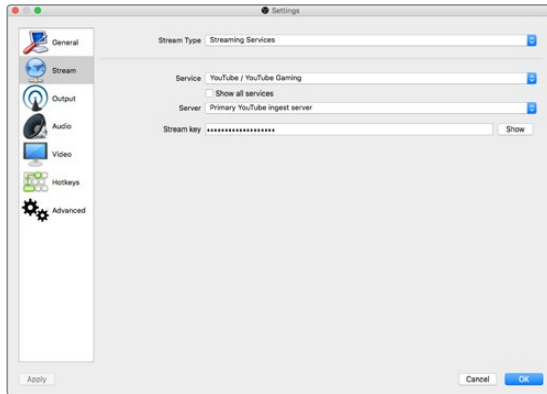 Settings
General
Stream
Output
Audio
Video
Hotkeys
Advanced
Stream Type Streaming Services
Service YouTube / YouTube Gaming
Show all services
Server Primary YouTube ingest server
Stream key ••••••••••••••••••• Show
Apply Cancel OK